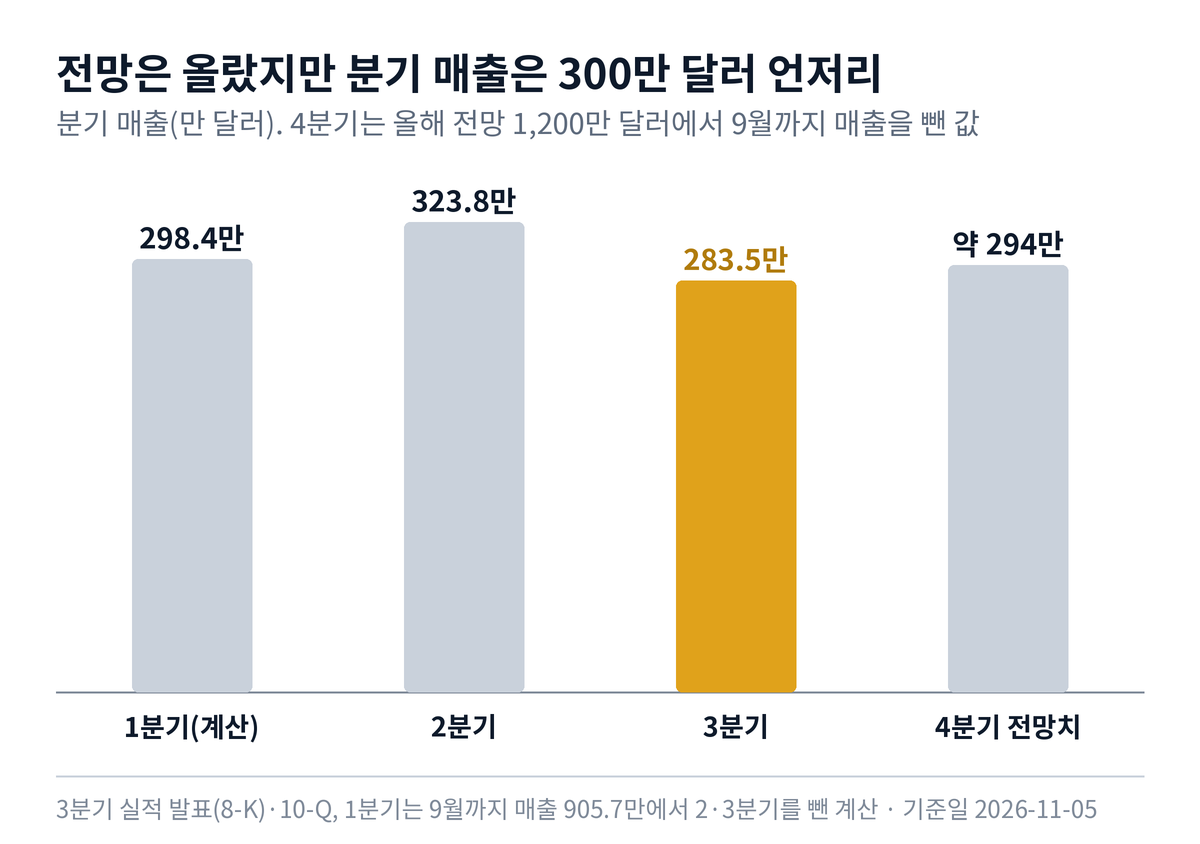 전망은 올랐지만 분기 매출은 300만 달러 언저리
분기 매출(만 달러). 4분기는 올해 전망 1,200만 달러에서 9월까지 매출을 뺀 값
298.4만
323.8만
283.5만
약 294만
1분기(계산)
2분기
3분기
4분기 전망치
3분기 실적 발표(8-K)·10-Q, 1분기는 9월까지 매출 905.7만에서 2·3분기를 뺀 계산 · 기준일 2026-11-05